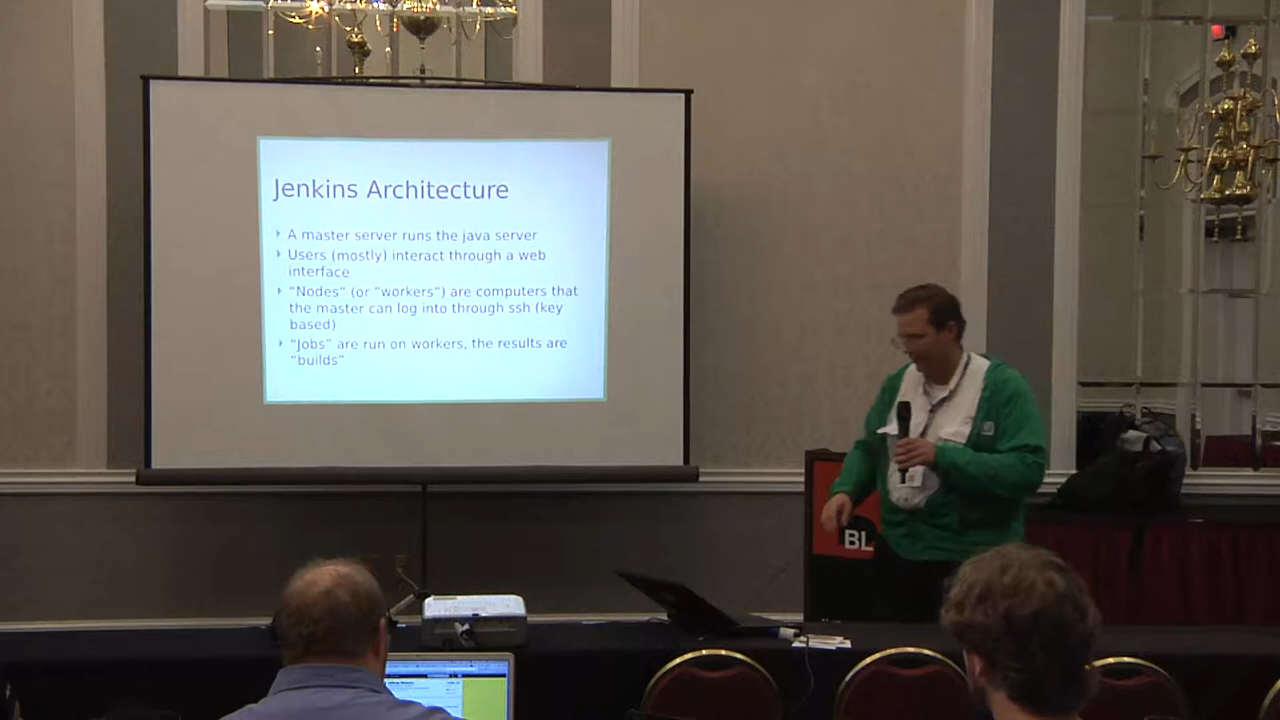 Jenkins Architecture
A master server runs the java server
Users (mostly) interact through a web
interface
“Nodes” (or “workers”) are computers that
the master can log into through ssh (key
based)
“Jobs” are run on workers, the results are
“builds”
BL